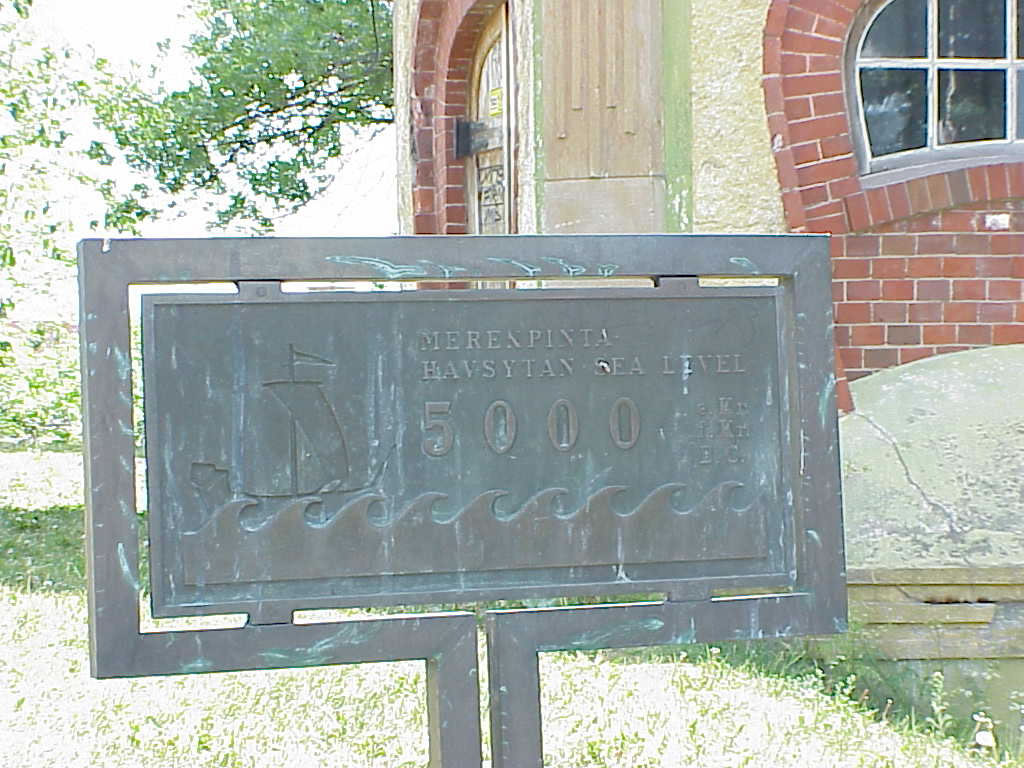 MERENPINTA
HAVSYTAN SEA LEVEL
5000 e.Kr
f.Kr.
B.C.